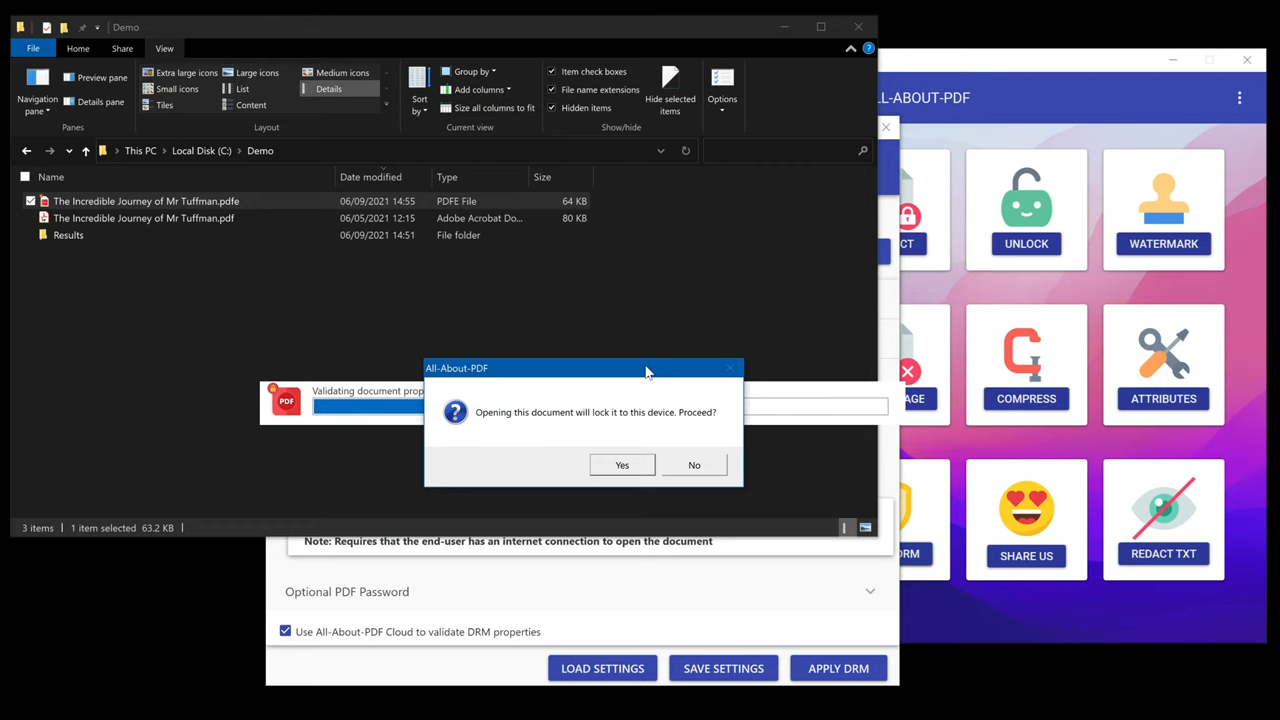 Demo
File Home Share View
Navigation pane
Preview pane
Details pane
Panes
Extra large icons Large icons Medium icons
Small icons List Details
Tiles Content
Layout
Sort by
Group by
Add columns
Size all columns to fit
Current view
Item check boxes
File name extensions
Hidden items
Hide selected items
Show/hide
Options
This PC > Local Disk (C:) > Demo
Name Date modified Type Size
The Incredible Journey of Mr Tuffman.pdfe 06/09/2021 14:55 PDFE File 64 KB
The Incredible Journey of Mr Tuffman.pdf 06/05/2021 12:15 Adobe Acrobat Do... 80 KB
Results 06/09/2021 14:51 File folder
PDF
Validating document prop
All-About-PDF
Opening this document will lock it to this device. Proceed?
Yes No
3 items 1 item selected 63.2 KB
Note: Requires that the end-user has an internet connection to open the document
Optional PDF Password
Use All-About-PDF Cloud to validate DRM properties
LOAD SETTINGS SAVE SETTINGS APPLY DRM
LL-ABOUT-PDF
CT UNLOCK WATERMARK
AGE COMPRESS ATTRIBUTES
DRM SHARE US REDACT TXT